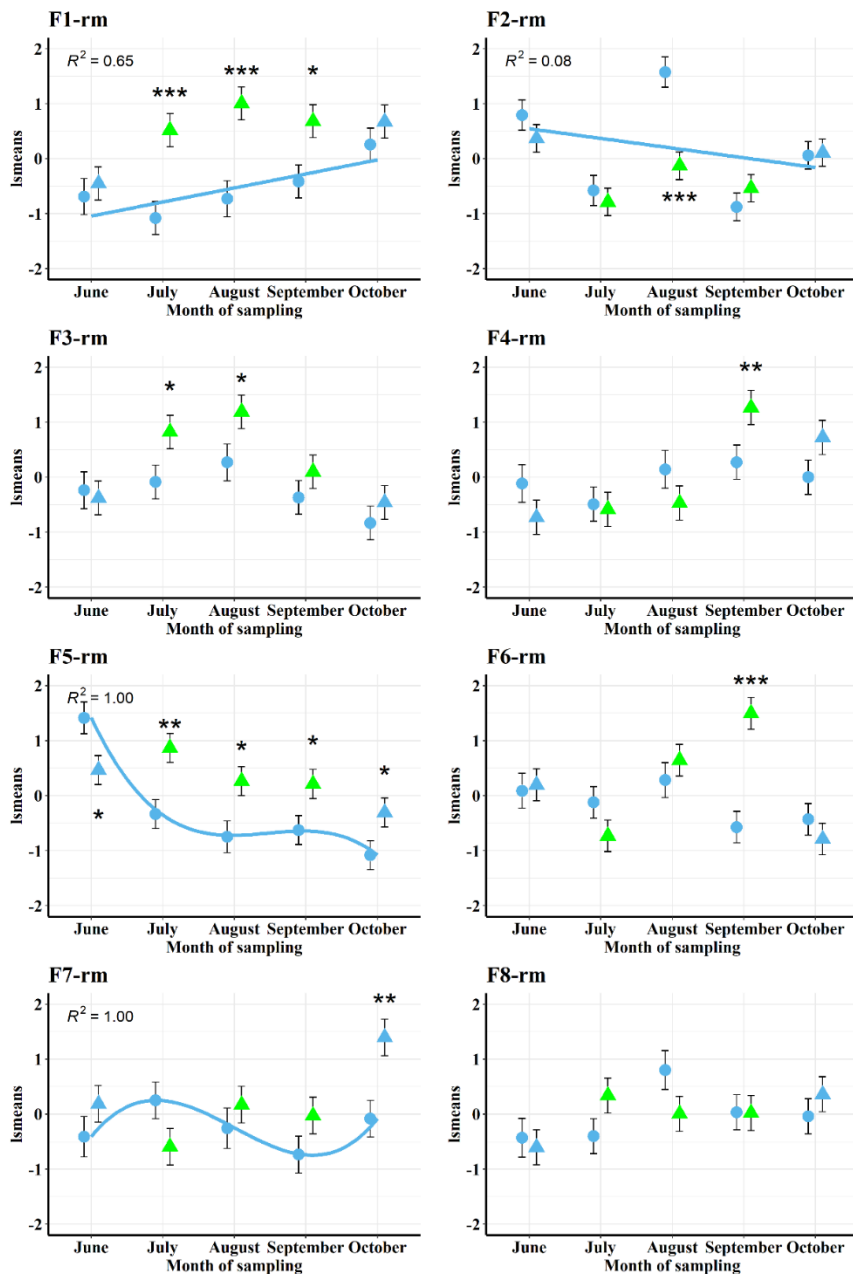 F1-rm
R² = 0.65
***
***
*
2
1
0
-1
-2
lsmeans
June July August September October
Month of sampling
F2-rm
R² = 0.08
***
2
1
0
-1
-2
lsmeans
June July August September October
Month of sampling
F3-rm
*
*
2
1
0
-1
-2
lsmeans
June July August September October
Month of sampling
F4-rm
**
2
1
0
-1
-2
lsmeans
June July August September October
Month of sampling
F5-rm
R² = 1.00
**
*
*
*
*
2
1
0
-1
-2
lsmeans
June July August September October
Month of sampling
F6-rm
***
2
1
0
-1
-2
lsmeans
June July August September October
Month of sampling
F7-rm
R² = 1.00
**
2
1
0
-1
-2
lsmeans
June July August September October
Month of sampling
F8-rm
2
1
0
-1
-2
lsmeans
June July August September October
Month of sampling